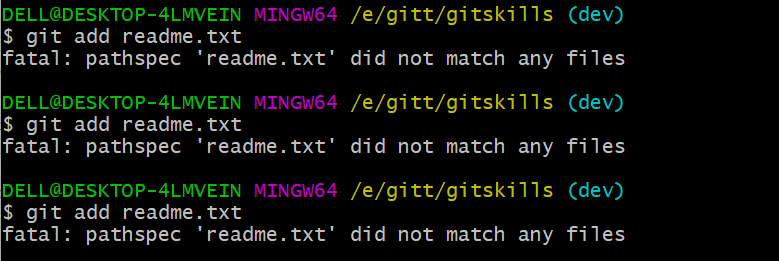 DELL@DESKTOP-4LMVEIN MINGW64 /e/gitt/gitskills (dev)
$ git add readme.txt
fatal: pathspec 'readme.txt' did not match any files
DELL@DESKTOP-4LMVEIN MINGW64 /e/gitt/gitskills (dev)
$ git add readme.txt
fatal: pathspec 'readme.txt' did not match any files
DELL@DESKTOP-4LMVEIN MINGW64 /e/gitt/gitskills (dev)
$ git add readme.txt
fatal: pathspec 'readme.txt' did not match any files